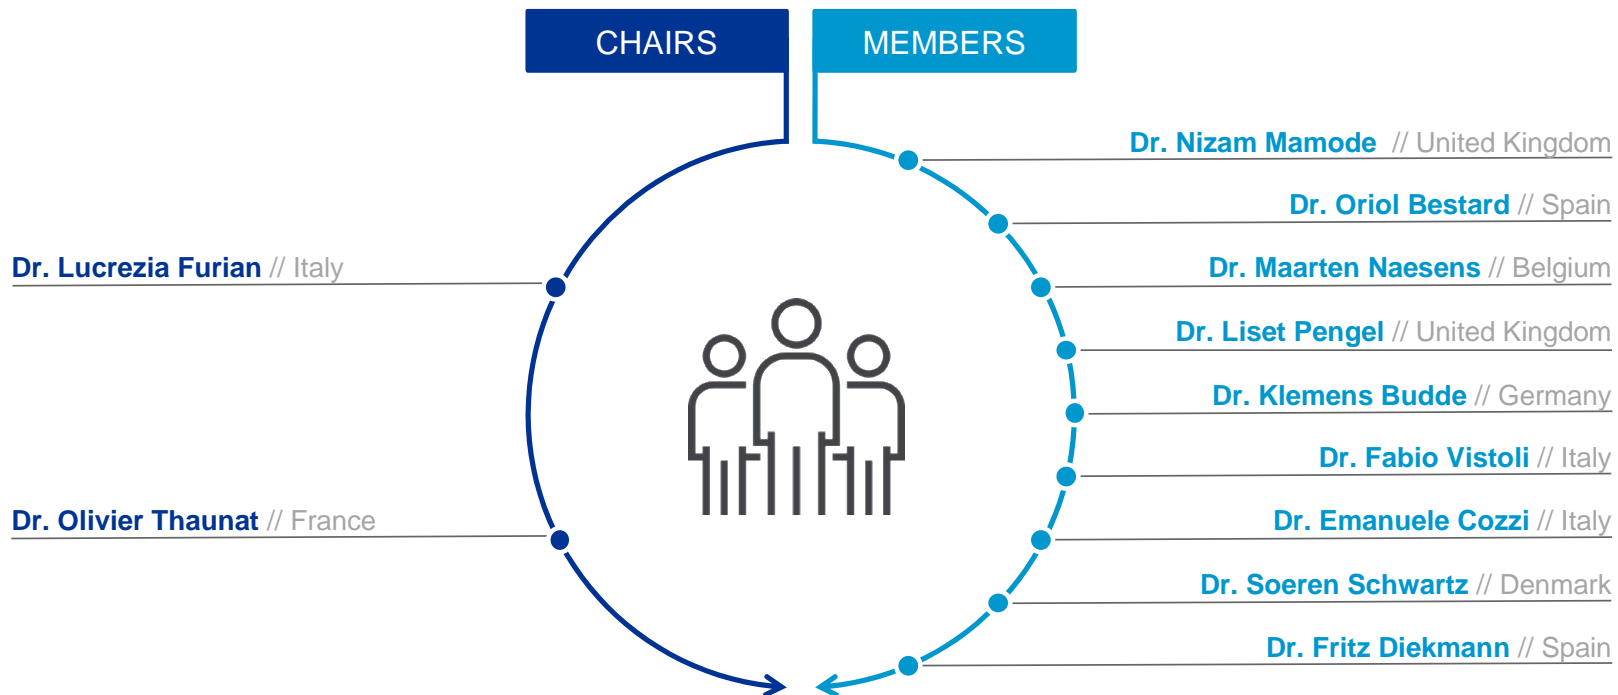 CHAIRS
MEMBERS
Dr. Lucrezia Furian // Italy
Dr. Olivier Thaunat // France
Dr. Nizam Mamode // United Kingdom
Dr. Oriol Bestard // Spain
Dr. Maarten Naesens // Belgium
Dr. Liset Pengel // United Kingdom
Dr. Klemens Budde // Germany
Dr. Fabio Vistoli // Italy
Dr. Emanuele Cozzi // Italy
Dr. Soeren Schwartz // Denmark
Dr. Fritz Diekmann // Spain